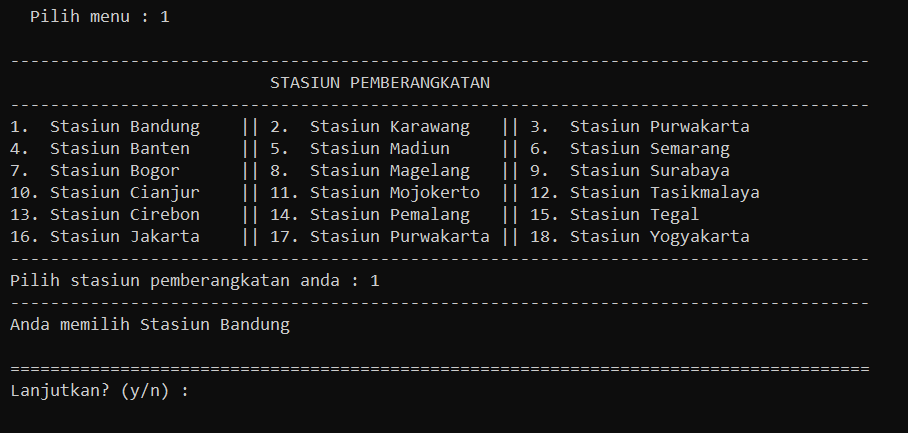 Pilih menu : 1
--------------------------------------------------------------------------------------
STASIUN PEMBERANGKATAN
--------------------------------------------------------------------------------------
1.  Stasiun Bandung    || 2.  Stasiun Karawang   || 3.  Stasiun Purwakarta
4.  Stasiun Banten     || 5.  Stasiun Madiun     || 6.  Stasiun Semarang
7.  Stasiun Bogor      || 8.  Stasiun Magelang   || 9.  Stasiun Surabaya
10. Stasiun Cianjur    || 11. Stasiun Mojokerto  || 12. Stasiun Tasikmalaya
13. Stasiun Cirebon    || 14. Stasiun Pemalang   || 15. Stasiun Tegal
16. Stasiun Jakarta    || 17. Stasiun Purwakarta || 18. Stasiun Yogyakarta
--------------------------------------------------------------------------------------
Pilih stasiun pemberangkatan anda : 1
--------------------------------------------------------------------------------------
Anda memilih Stasiun Bandung
======================================================================================
Lanjutkan? (y/n) :